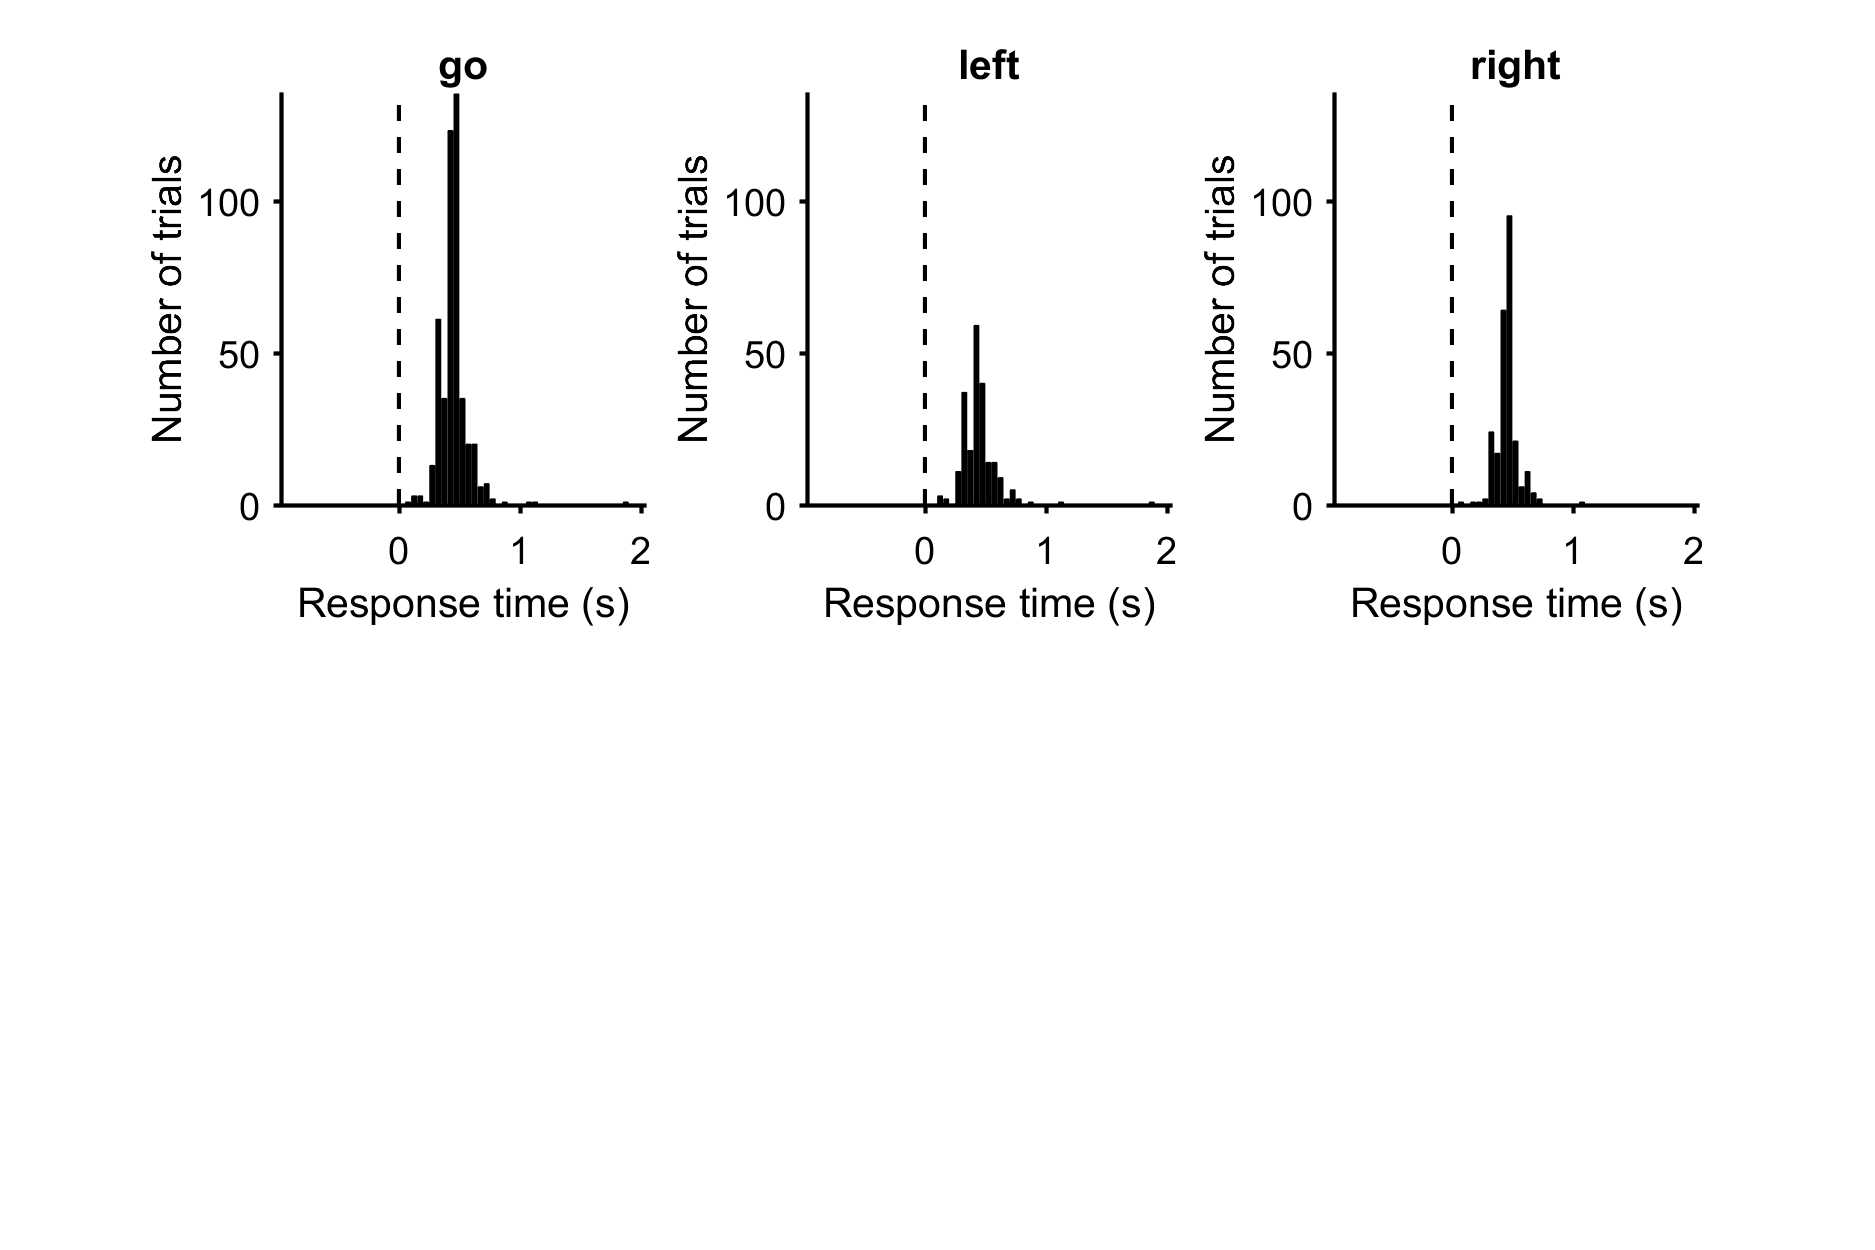 go
Number of trials
100
50
0
0 1 2
Response time (s)
left
Number of trials
100
50
0
0 1 2
Response time (s)
right
Number of trials
100
50
0
0 1 2
Response time (s)